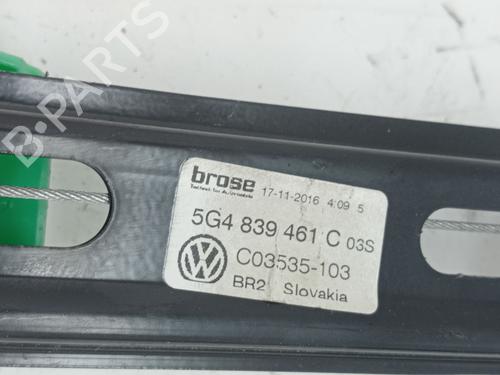 B-PARTS
brose
Technik für Automobile
17-11-2016 4:09 5
5G4 839 461 C 03S
C03535-103
BR2 Slovakia